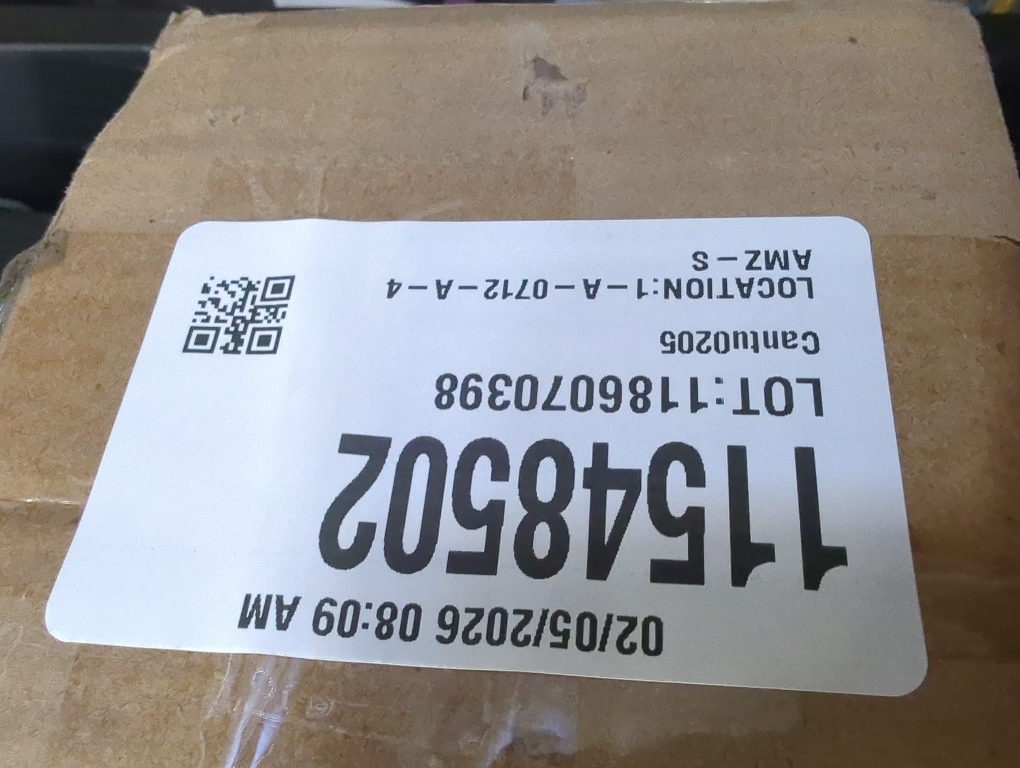 02/05/2026 08:09 AM
11548502
LOT:1186070398
Cantu0205
LOCATION:1-A-0712-A-4
AMZ-S